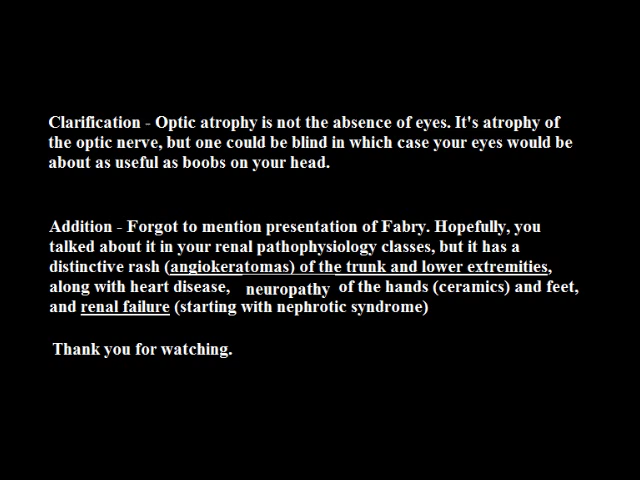 Clarification - Optic atrophy is not the absence of eyes. It's atrophy of
the optic nerve, but one could be blind in which case your eyes would be
about as useful as boobs on your head.
Addition - Forgot to mention presentation of Fabry. Hopefully, you
talked about it in your renal pathophysiology classes, but it has a
distinctive rash (angiokeratomas) of the trunk and lower extremities,
along with heart disease, neuropathy of the hands (ceramics) and feet,
and renal failure (starting with nephrotic syndrome)
Thank you for watching.